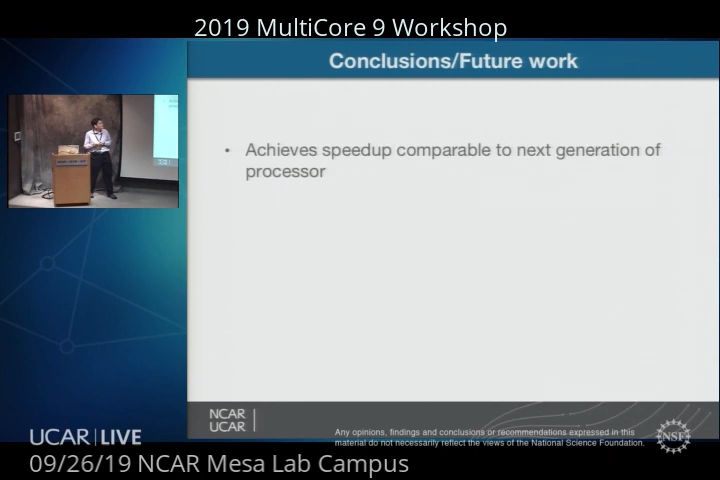 2019 MultiCore 9 Workshop
Conclusions/Future work
• Achieves speedup comparable to next generation of
processor
NCAR
UCAR
Any opinions, findings and conclusions or recommendations expressed in this
material do not necessarily reflect the views of the National Science Foundation.
NSF
UCAR | LIVE
09/26/19 NCAR Mesa Lab Campus